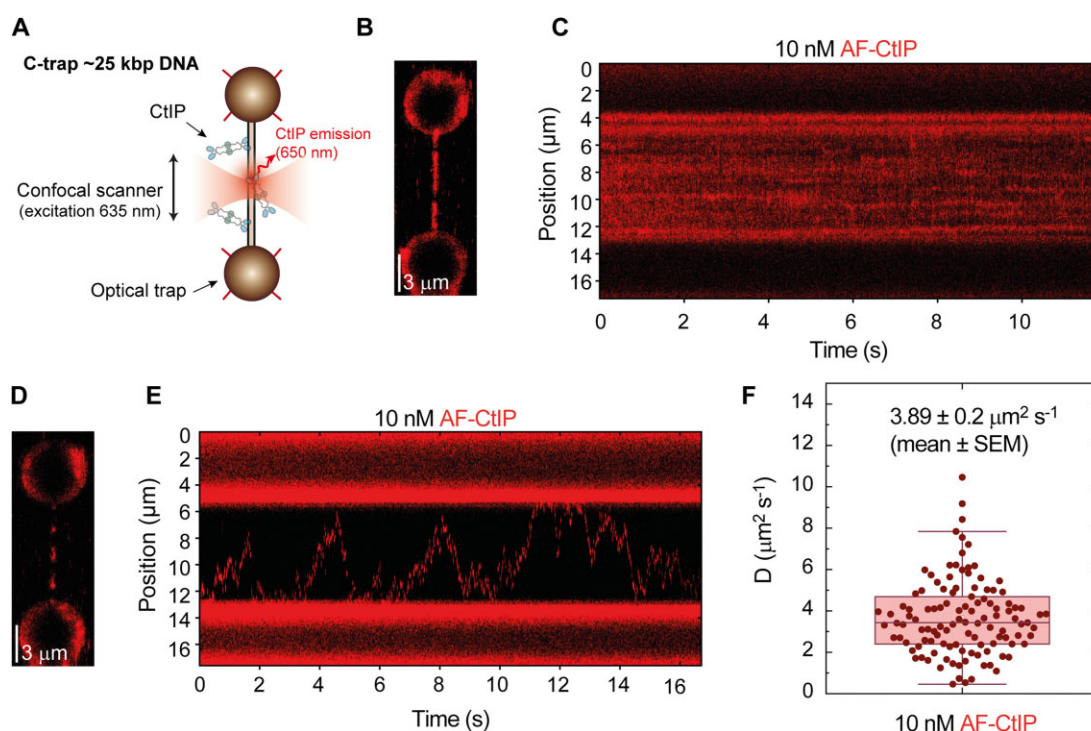 A
C-trap ~25 kbp DNA
CtIP
CtIP emission
(650 nm)
Confocal scanner
(excitation 635 nm)
Optical trap
B
3 μm
C
10 nM AF-CtIP
Position (μm)
0
2
4
6
8
10
12
14
16
0 2 4 6 8 10
Time (s)
D
3 μm
E
10 nM AF-CtIP
Position (μm)
0
2
4
6
8
10
12
14
16
0 2 4 6 8 10 12 14 16
Time (s)
F
3.89 ± 0.2 μm² s⁻¹
(mean ± SEM)
D (μm² s⁻¹)
14
12
10
8
6
4
2
0
10 nM AF-CtIP